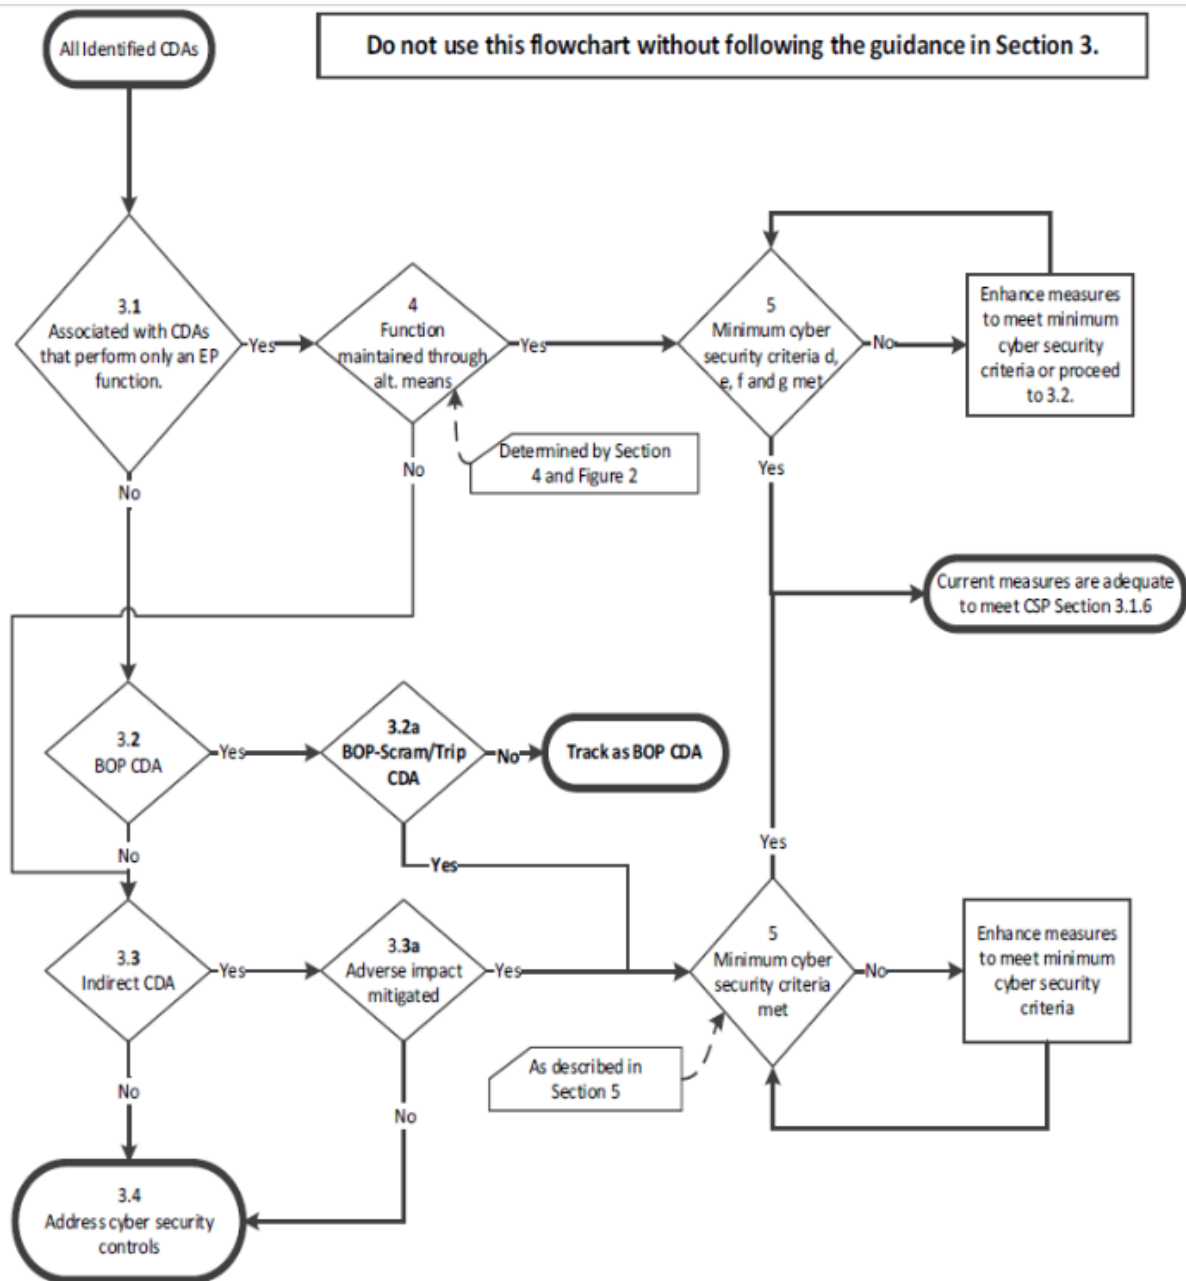 All Identified CDAs
Do not use this flowchart without following the guidance in Section 3.
3.1
Associated with CDAs
that perform only an EP
function.
Yes
4
Function
maintained through
alt. means
Yes
5
Minimum cyber
security criteria d,
e, f and g met
No
Enhance measures
to meet minimum
cyber security
criteria or proceed
to 3.2.
Determined by Section
4 and Figure 2
No
No
Yes
Current measures are adequate
to meet CSP Section 3.1.6
3.2
BOP CDA
Yes
3.2a
BOP-Scram/Trip
CDA
No
Track as BOP CDA
No
Yes
Yes
3.3
Indirect CDA
Yes
3.3a
Adverse impact
mitigated
Yes
5
Minimum cyber
security criteria
met
No
Enhance measures
to meet minimum
cyber security
criteria
As described in
Section 5
No
No
3.4
Address cyber security
controls